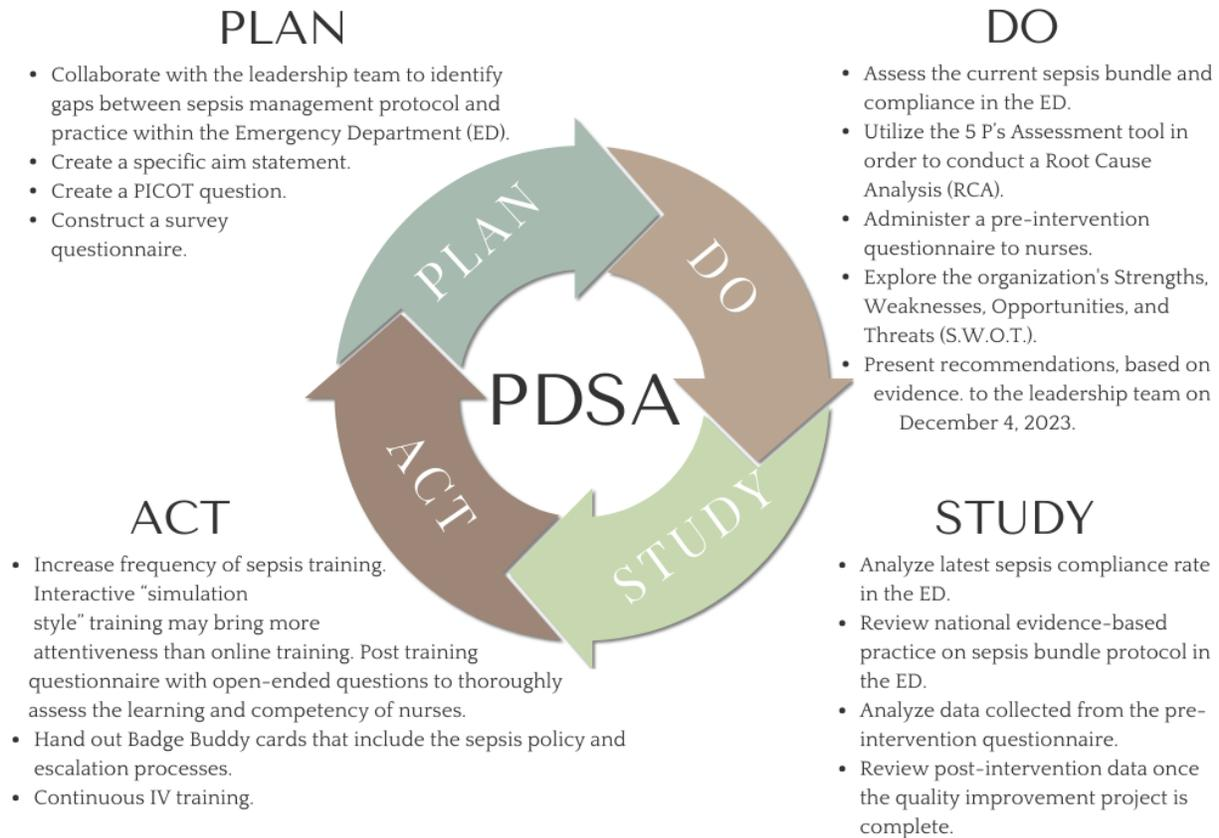 PLAN
• Collaborate with the leadership team to identify
gaps between sepsis management protocol and
practice within the Emergency Department (ED).
• Create a specific aim statement.
• Create a PICOT question.
• Construct a survey
questionnaire.
DO
• Assess the current sepsis bundle and
compliance in the ED.
• Utilize the 5 P's Assessment tool in
order to conduct a Root Cause
Analysis (RCA).
• Administer a pre-intervention
questionnaire to nurses.
• Explore the organization's Strengths,
Weaknesses, Opportunities, and
Threats (S.W.O.T.).
• Present recommendations, based on
evidence. to the leadership team on
December 4, 2023.
PLAN
DO
PDSA
ACT
STUDY
ACT
• Increase frequency of sepsis training.
Interactive “simulation
style” training may bring more
attentiveness than online training. Post training
questionnaire with open-ended questions to thoroughly
assess the learning and competency of nurses.
• Hand out Badge Buddy cards that include the sepsis policy and
escalation processes.
• Continuous IV training.
STUDY
• Analyze latest sepsis compliance rate
in the ED.
• Review national evidence-based
practice on sepsis bundle protocol in
the ED.
• Analyze data collected from the pre-
intervention questionnaire.
• Review post-intervention data once
the quality improvement project is
complete.